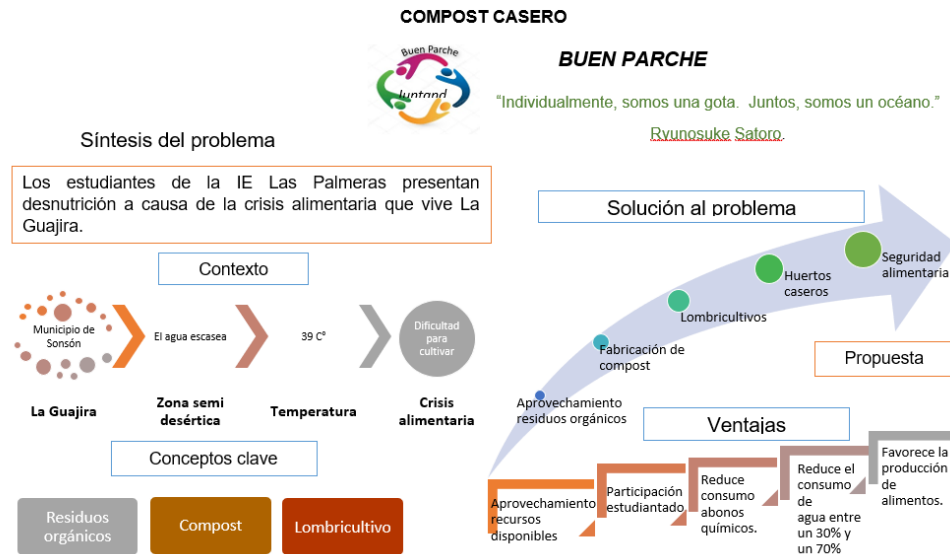 COMPOST CASERO
Buen Parche
Juntand
BUEN PARCHE
“Individualmente, somos una gota. Juntos, somos un océano.”
Ryunosuke Satoro.
Síntesis del problema
Los estudiantes de la IE Las Palmeras presentan
desnutrición a causa de la crisis alimentaria que vive La
Guajira.
Contexto
Municipio de
Sonsón
El agua escasea
39 C°
Dificultad
para
cultivar
La Guajira
Zona semi
desértica
Temperatura
Crisis
alimentaria
Conceptos clave
Residuos
orgánicos
Compost
Lombricultivo
Solución al problema
Aprovechamiento
residuos orgánicos
Fabricación de
compost
Lombricultivos
Huertos
caseros
Seguridad
alimentaria
Propuesta
Ventajas
Aprovechamiento
recursos
disponibles
Participación
estudiantado.
Reduce
consumo
abonos
químicos.
Reduce el
consumo
de
agua entre
un 30% y
un 70%
Favorece la
producción
de
alimentos.